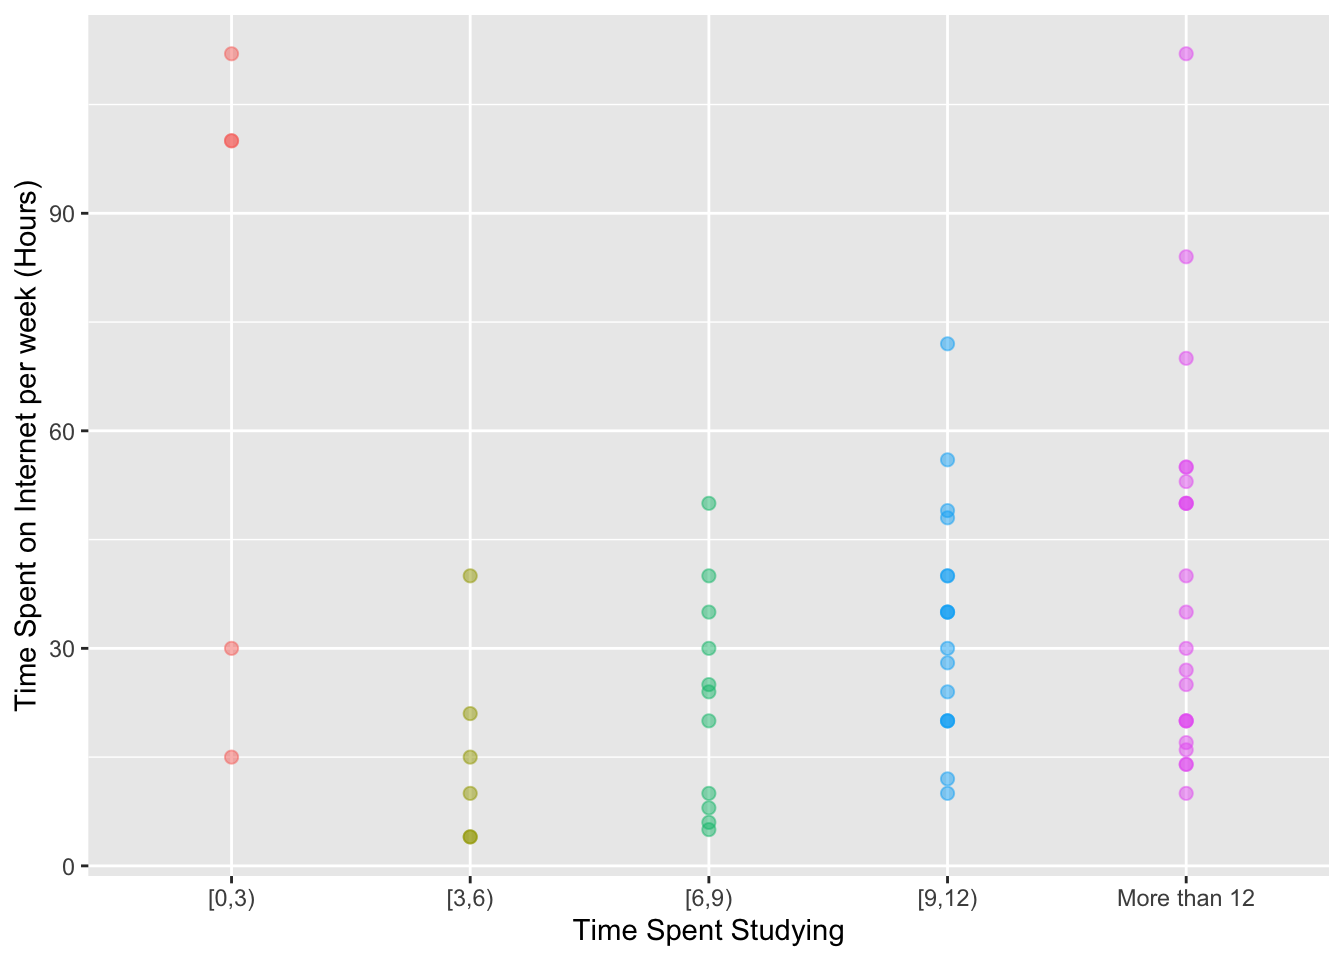 Time Spent on Internet per week (Hours)
90
60
30
0
[0,3)
[3,6)
[6,9)
[9,12)
More than 12
Time Spent Studying